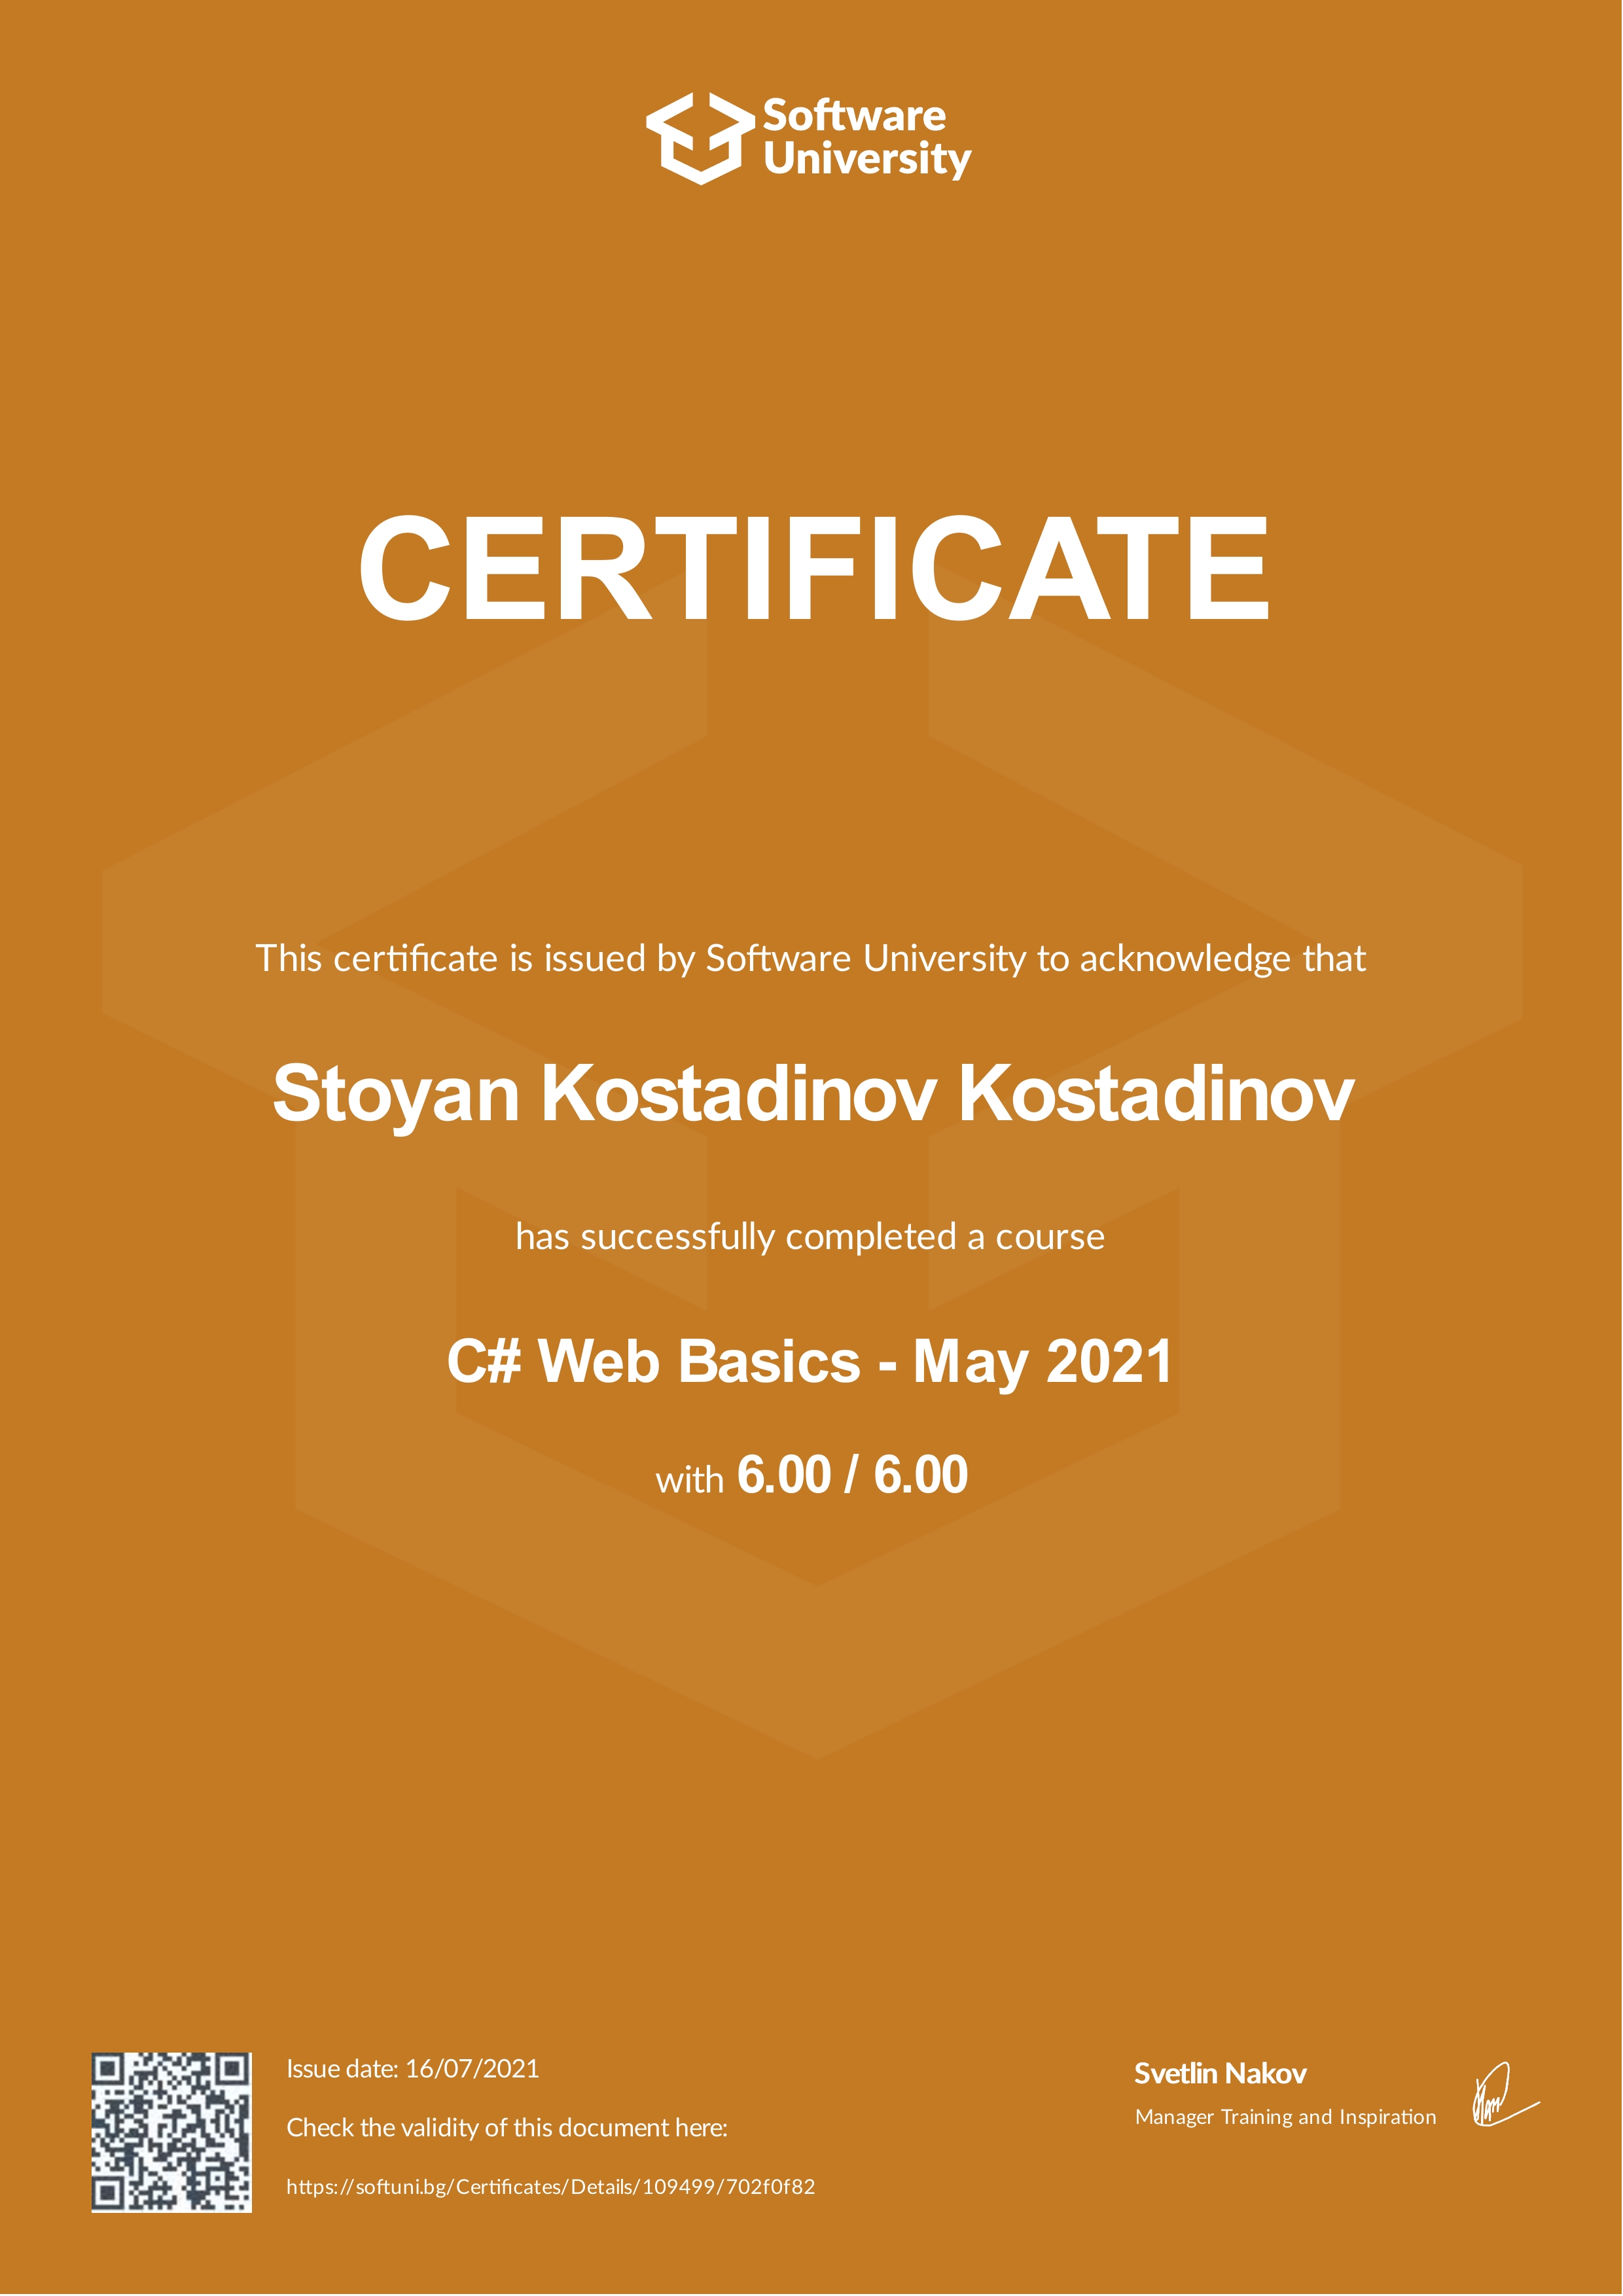 Software
University
CERTIFICATE
This certificate is issued by Software University to acknowledge that
Stoyan Kostadinov Kostadinov
has successfully completed a course
C# Web Basics - May 2021
with 6.00 / 6.00
Issue date: 16/07/2021
Check the validity of this document here:
https://softuni.bg/Certificates/Details/109499/702f0f82
Svetlin Nakov
Manager Training and Inspiration